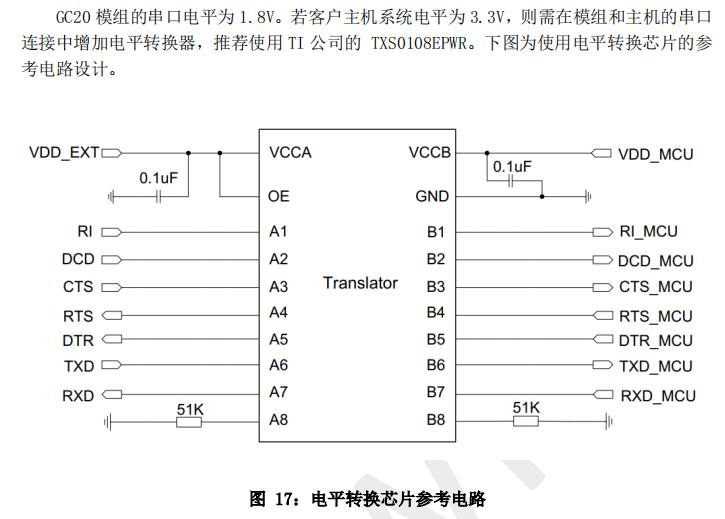 GC20 模组的串口电平为 1.8V。若客户主机系统电平为 3.3V，则需在模组和主机的串口
连接中增加电平转换器，推荐使用 TI 公司的 TXS0108EPWR。下图为使用电平转换芯片的参
考电路设计。
VDD_EXT VCCA VCCB VDD_MCU
0.1uF 0.1uF
OE GND
RI A1 B1 RI_MCU
DCD A2 B2 DCD_MCU
CTS A3 Translator B3 CTS_MCU
RTS A4 B4 RTS_MCU
DTR A5 B5 DTR_MCU
TXD A6 B6 TXD_MCU
RXD A7 B7 RXD_MCU
51K A8 B8 51K
图 17：电平转换芯片参考电路